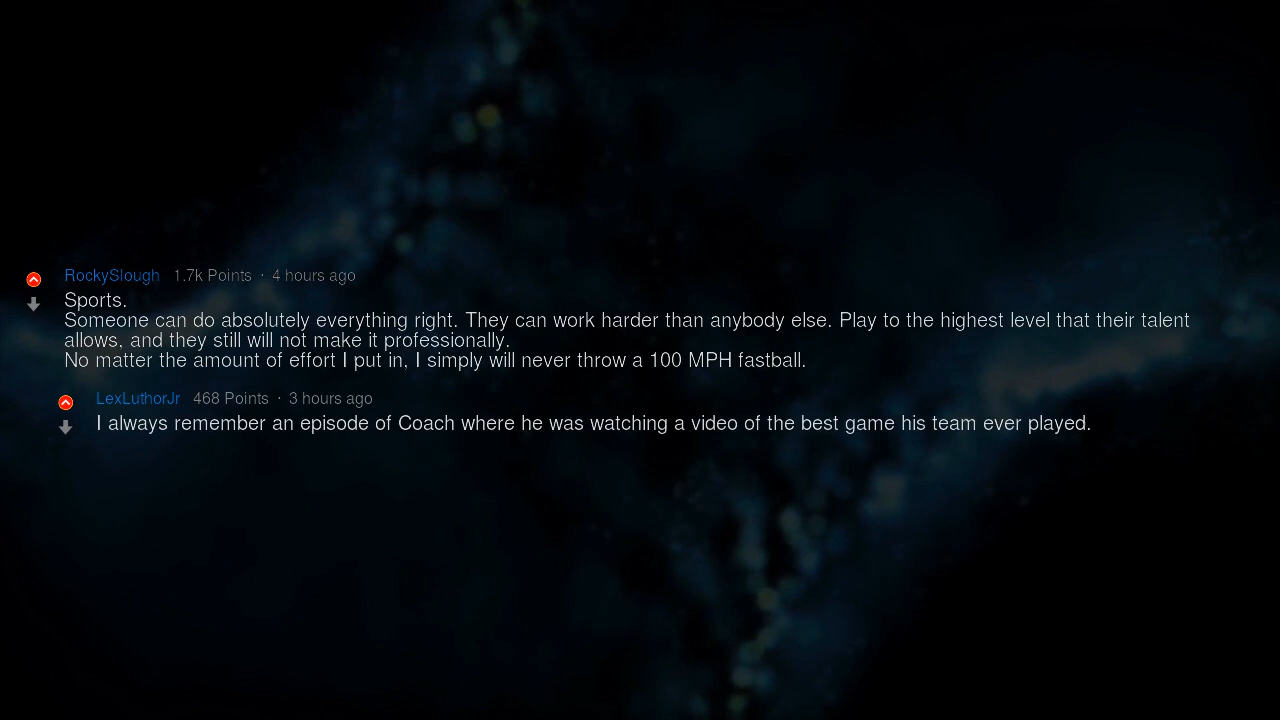 RockySlough 1.7k Points · 4 hours ago
Sports.
Someone can do absolutely everything right. They can work harder than anybody else. Play to the highest level that their talent
allows, and they still will not make it professionally.
No matter the amount of effort I put in, I simply will never throw a 100 MPH fastball.
LexLuthorJr 468 Points · 3 hours ago
I always remember an episode of Coach where he was watching a video of the best game his team ever played.